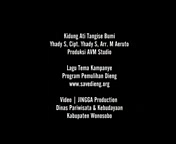 Kidung Ati Tangise Bumi
Yhady S, Cipt. Yhady S, Arr. M Aeruta
Produksi AVM Studio
Lagu Tema Kampanye
Program Pemulihan Dieng
www.savedieng.org
Video | JINGGA Production
Dinas Pariwisata & Kebudayaan
Kabupaten Wonosobo